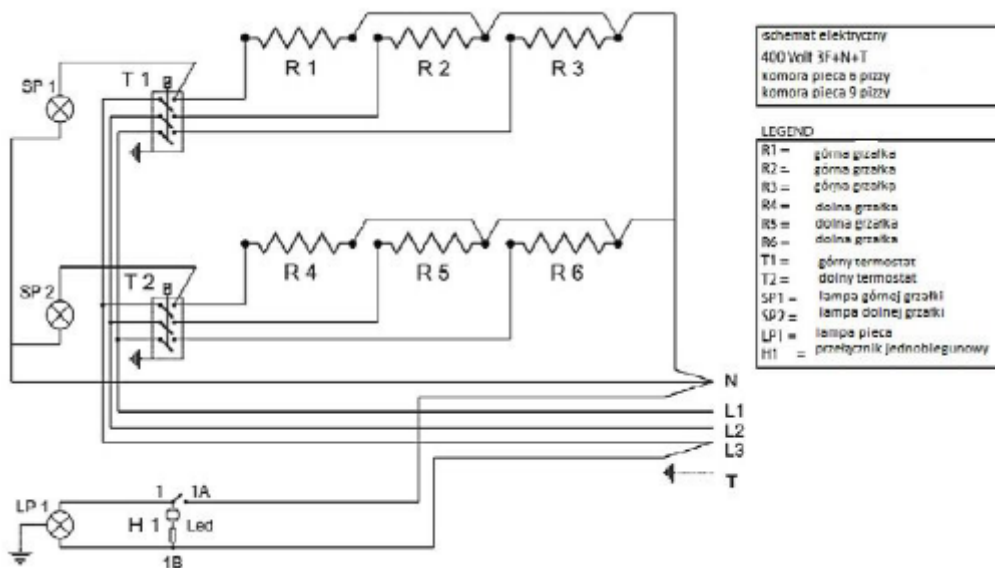 R 1 R 2 R 3
SP 1
T 1
R 4 R 5 R 6
SP 2
T 2
N
L1
L2
L3
T
1 1A
LP 1
H 1 Led
1B
schemat elektryczny
400 Volt 3F+N+T
komora pieca 6 pizzy
komora pieca 9 pizzy
LEGEND
R1 = górna grzałka
R2 = górna grzałka
R3 = górna grzałka
R4 = dolna grzałka
R5 = dolna grzałka
R6 = dolna grzałka
T1 = górny termostat
T2 = dolny termostat
SP1 = lampa górnej grzałki
SP2 = lampa dolnej grzałki
LP1 = lampa pieca
H1 = przełącznik jednobiegunowy